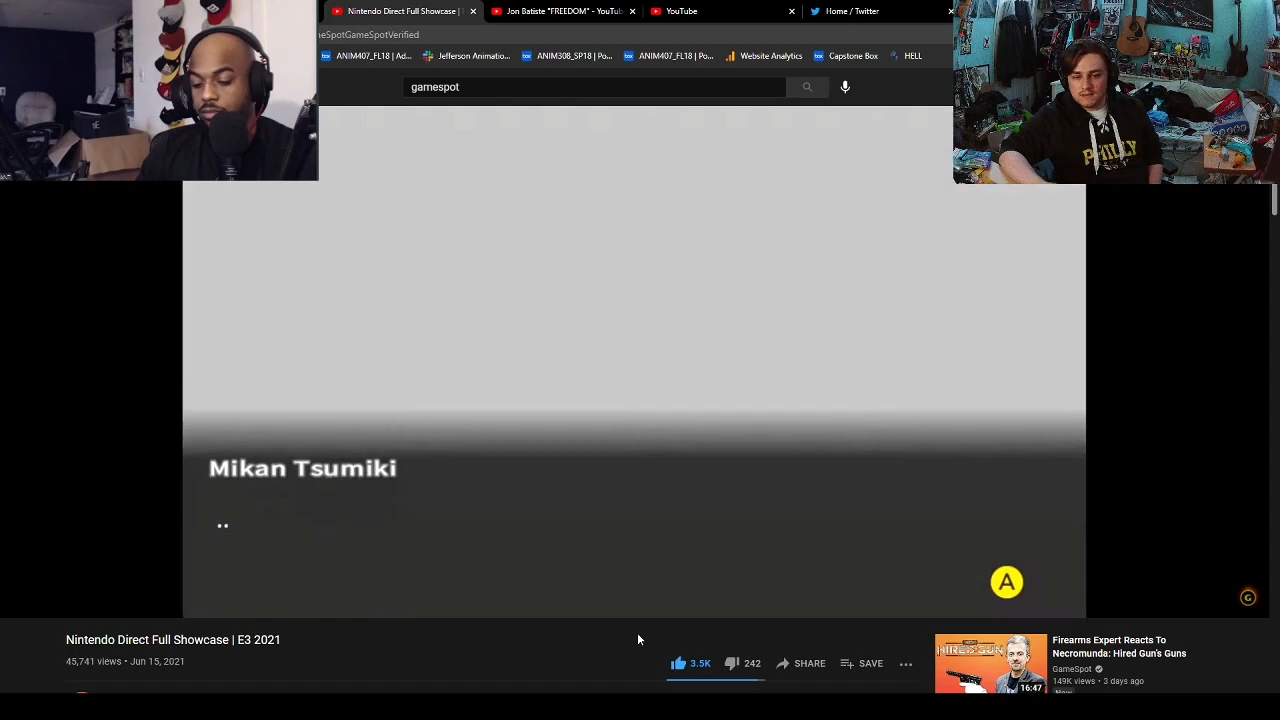 Nintendo Direct Full Showcase |
Jon Batiste "FREEDOM" - YouTub
YouTube
Home / Twitter
eSpotGameSpotVerified
ANIM407_FL18 | Ad...
Jefferson Animatio...
ANIM308_SP18 | Po...
ANIM407_FL18 | Po...
Website Analytics
Capstone Box
HELL
gamespot
PHILLY
Mikan Tsumiki
..
A
G
Nintendo Direct Full Showcase | E3 2021
45,741 views • Jun 15, 2021
3.5K
242
SHARE
SAVE
HIRED GUN
16:47
Firearms Expert Reacts To
Necromunda: Hired Gun's Guns
GameSpot
149K views • 3 days ago